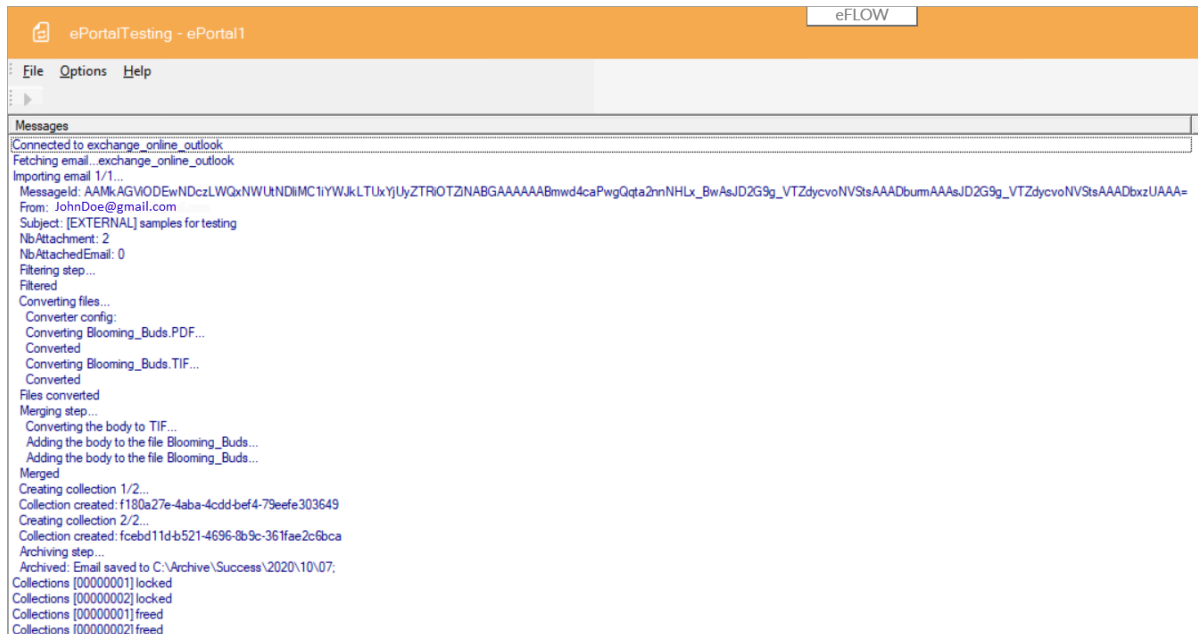 eFLOW
ePortalTesting - ePortal1
File Options Help
Messages
Connected to exchange_online_outlook
Fetching email...exchange_online_outlook
Importing email 1/1...
MessageId: AAMkAGViODEwNDczLWQxNWUtNDliMC1iYWJkLTUxYjUyZTRiOTZiNABGAAAAAABmwd4caPwgQqta2nnNHLx_BwAsJD2G9g_VTZdycvoNVStsAAADburmAAAsJD2G9g_VTZdycvoNVStsAAADbxzUAAA=
From: JohnDoe@gmail.com
Subject: [EXTERNAL] samples for testing
NbAttachment: 2
NbAttachedEmail: 0
Filtering step...
Filtered
Converting files...
Converter config:
Converting Blooming_Buds.PDF...
Converted
Converting Blooming_Buds.TIF...
Converted
Files converted
Merging step...
Converting the body to TIF...
Adding the body to the file Blooming_Buds...
Adding the body to the file Blooming_Buds...
Merged
Creating collection 1/2...
Collection created: f180a27e-4aba-4cdd-bef4-79eefe303649
Creating collection 2/2...
Collection created: fcebd11d-b521-4696-8b9c-361fae2c6bca
Archiving step...
Archived: Email saved to C:\Archive\Success\2020\10\07;
Collections [00000001] locked
Collections [00000002] locked
Collections [00000001] freed
Collections [00000002] freed